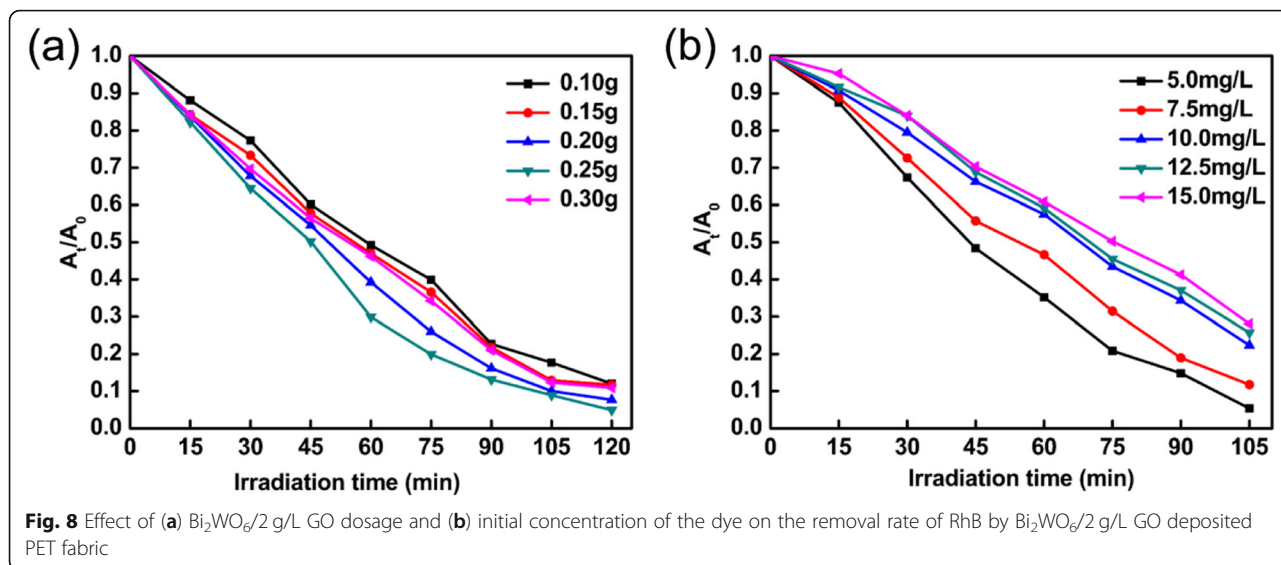 (a)
1.0
0.9
0.8
0.7
0.6
0.5
0.4
0.3
0.2
0.1
0.0
Aₜ/A₀
0.10g
0.15g
0.20g
0.25g
0.30g
0 15 30 45 60 75 90 105 120
Irradiation time (min)
(b)
1.0
0.9
0.8
0.7
0.6
0.5
0.4
0.3
0.2
0.1
0.0
Aₜ/A₀
5.0mg/L
7.5mg/L
10.0mg/L
12.5mg/L
15.0mg/L
0 15 30 45 60 75 90 105
Irradiation time (min)
Fig. 8 Effect of (a) Bi₂WO₆/2 g/L GO dosage and (b) initial concentration of the dye on the removal rate of RhB by Bi₂WO₆/2 g/L GO deposited
PET fabric